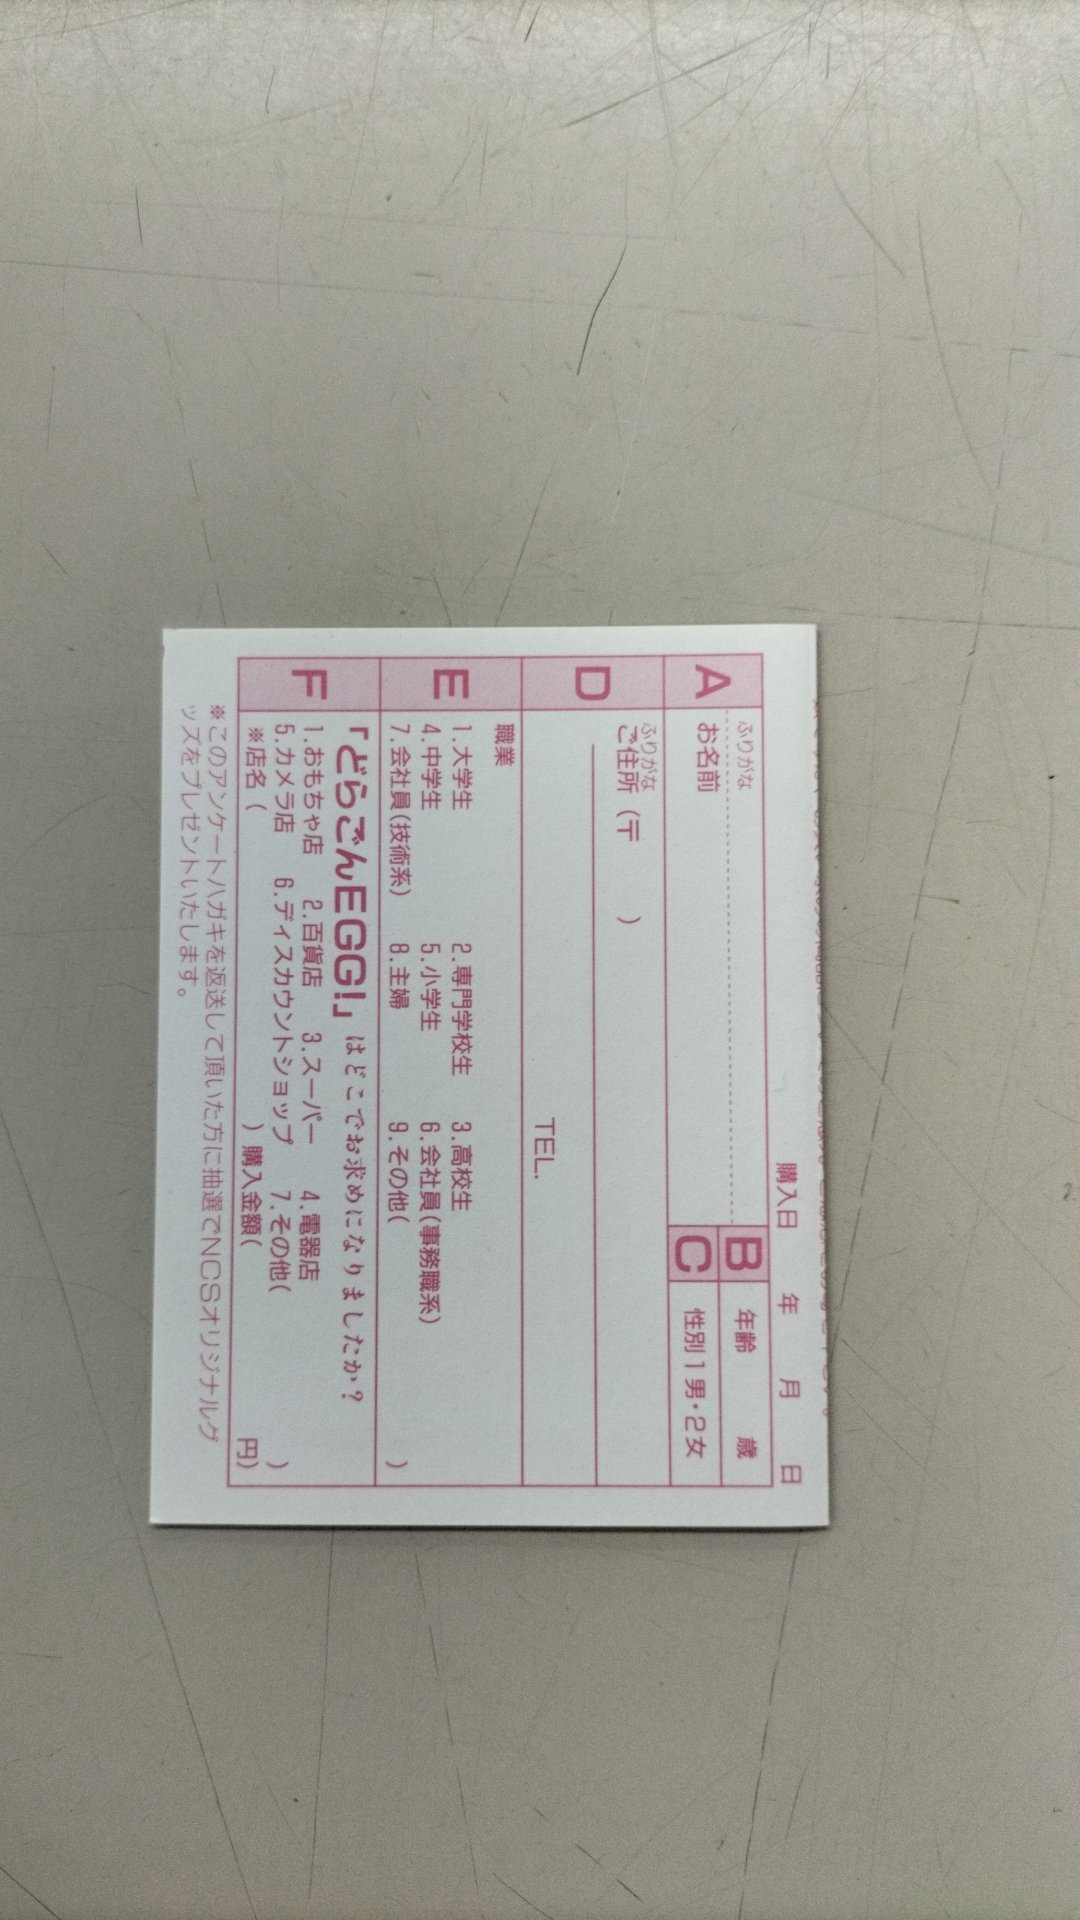 購入日 年 月 日
A ふりがな
お名前
B 年齢 歳
C 性別 1 男・2 女
D ふりがな
ご住所 (〒 )
TEL.
E 職業
1.大学生 2.専門学校生 3.高校生
4.中学生 5.小学生 6.会社員(事務職系)
7.会社員(技術系) 8.主婦 9.その他( )
F 「どらごんEGG!」はどこでお求めになりましたか?
1.おもちゃ店 2.百貨店 3.スーパー 4.電器店
5.カメラ店 6.ディスカウントショップ 7.その他( )
※店名( ) 購入金額( 円)
※このアンケートハガキを返送して頂いた方に抽選でNCSオリジナルグ
ッズをプレゼントいたします。